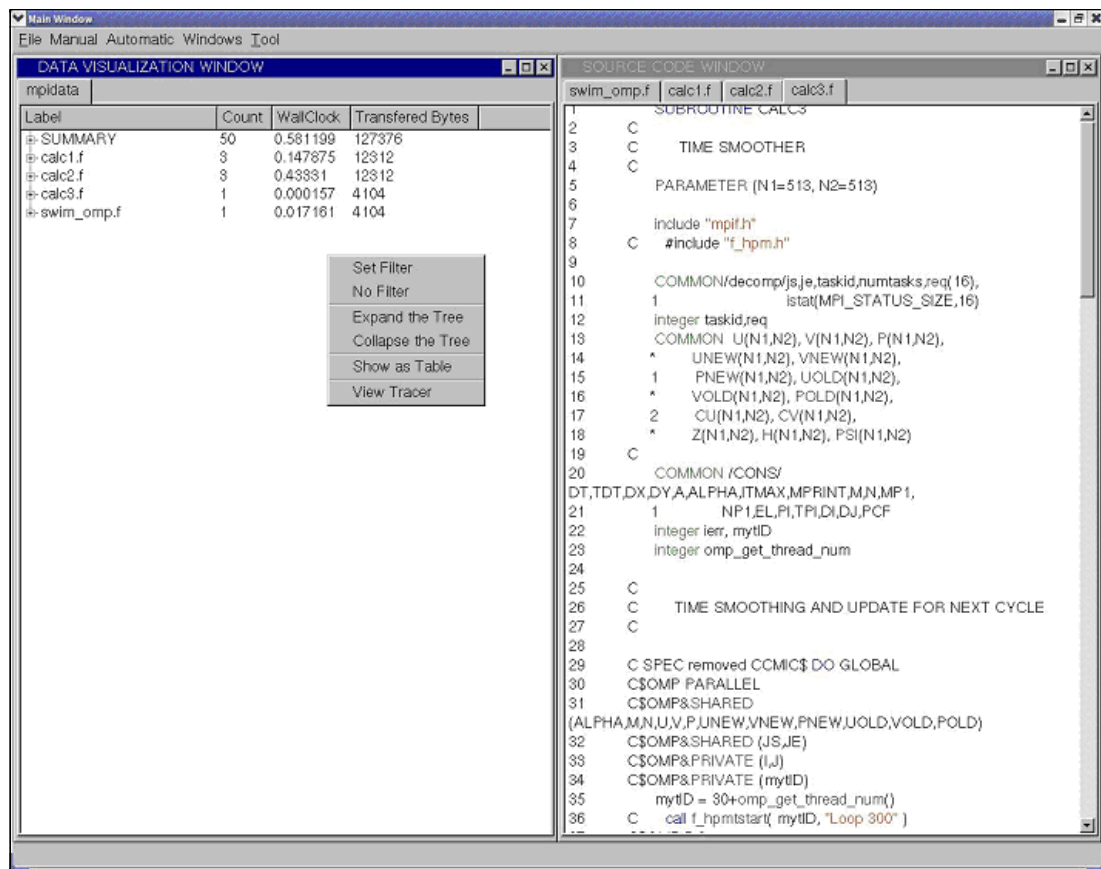 Main Window
File Manual Automatic Windows Tool
DATA VISUALIZATION WINDOW
mpidata
Label Count WallClock Transfered Bytes
SUMMARY 50 0.581199 127376
calc1.f 3 0.147875 12312
calc2.f 3 0.43331 12312
calc3.f 1 0.000157 4104
swim_omp.f 1 0.017161 4104
Set Filter
No Filter
Expand the Tree
Collapse the Tree
Show as Table
View Tracer
SOURCE CODE WINDOW
swim_omp.f calc1.f calc2.f calc3.f
1 SUBROUTINE CALC3
2 C
3 C TIME SMOOTHER
4 C
5 PARAMETER (N1=513, N2=513)
6
7 include "mpif.h"
8 C #include "f_hpm.h"
9
10 COMMON/decomp/js,je,taskid,numtasks,req(16),
11 1 istat(MPI_STATUS_SIZE,16)
12 integer taskid,req
13 COMMON U(N1,N2), V(N1,N2), P(N1,N2),
14 * UNEW(N1,N2), VNEW(N1,N2),
15 1 PNEW(N1,N2), UOLD(N1,N2),
16 * VOLD(N1,N2), POLD(N1,N2),
17 2 CU(N1,N2), CV(N1,N2),
18 * Z(N1,N2), H(N1,N2), PSI(N1,N2)
19 C
20 COMMON /CONS/
DT,TDT,DX,DY,A,ALPHA,ITMAX,MPRINT,M,N,MP1,
21 1 NP1,EL,PI,TPI,DI,DJ,PCF
22 integer ierr, mytID
23 integer omp_get_thread_num
24
25 C
26 C TIME SMOOTHING AND UPDATE FOR NEXT CYCLE
27 C
28
29 C SPEC removed CCMIC$ DO GLOBAL
30 C$OMP PARALLEL
31 C$OMP&SHARED
(ALPHA,M,N,U,V,P,UNEW,VNEW,PNEW,UOLD,VOLD,POLD)
32 C$OMP&SHARED (JS,JE)
33 C$OMP&PRIVATE (I,J)
34 C$OMP&PRIVATE (mytID)
35 mytID = 30+omp_get_thread_num()
36 C call f_hpmtstart( mytID, "Loop 300" )